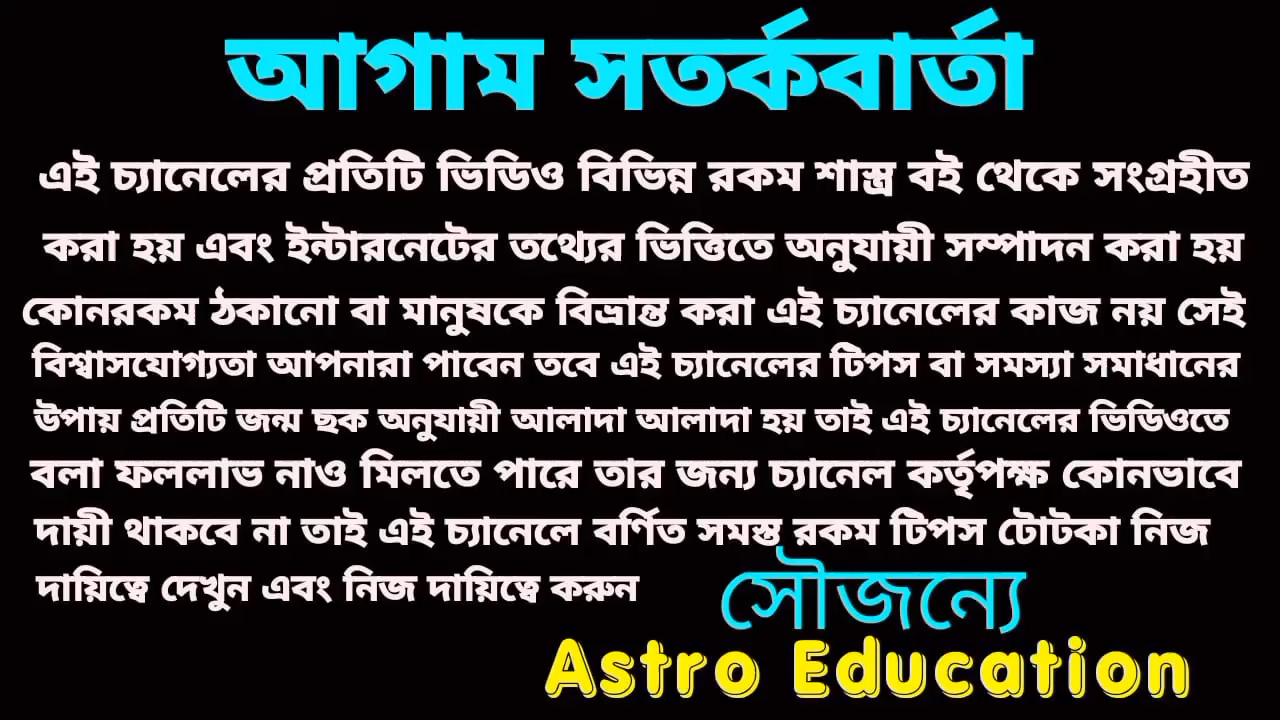 আগাম সতর্কবার্তা
এই চ্যানেলের প্রতিটি ভিডিও বিভিন্ন রকম শাস্ত্র বই থেকে সংগ্রহীত
করা হয় এবং ইন্টারনেটের তথ্যের ভিত্তিতে অনুযায়ী সম্পাদন করা হয়
কোনরকম ঠকানো বা মানুষকে বিভ্রান্ত করা এই চ্যানেলের কাজ নয় সেই
বিশ্বাসযোগ্যতা আপনারা পাবেন তবে এই চ্যানেলের টিপস বা সমস্যা সমাধানের
উপায় প্রতিটি জন্ম ছক অনুযায়ী আলাদা আলাদা হয় তাই এই চ্যানেলের ভিডিওতে
বলা ফললাভ নাও মিলতে পারে তার জন্য চ্যানেল কর্তৃপক্ষ কোনভাবে
দায়ী থাকবে না তাই এই চ্যানেলে বর্ণিত সমস্ত রকম টিপস টোটকা নিজ
দায়িত্বে দেখুন এবং নিজ দায়িত্বে করুন
সৌজন্যে
Astro Education